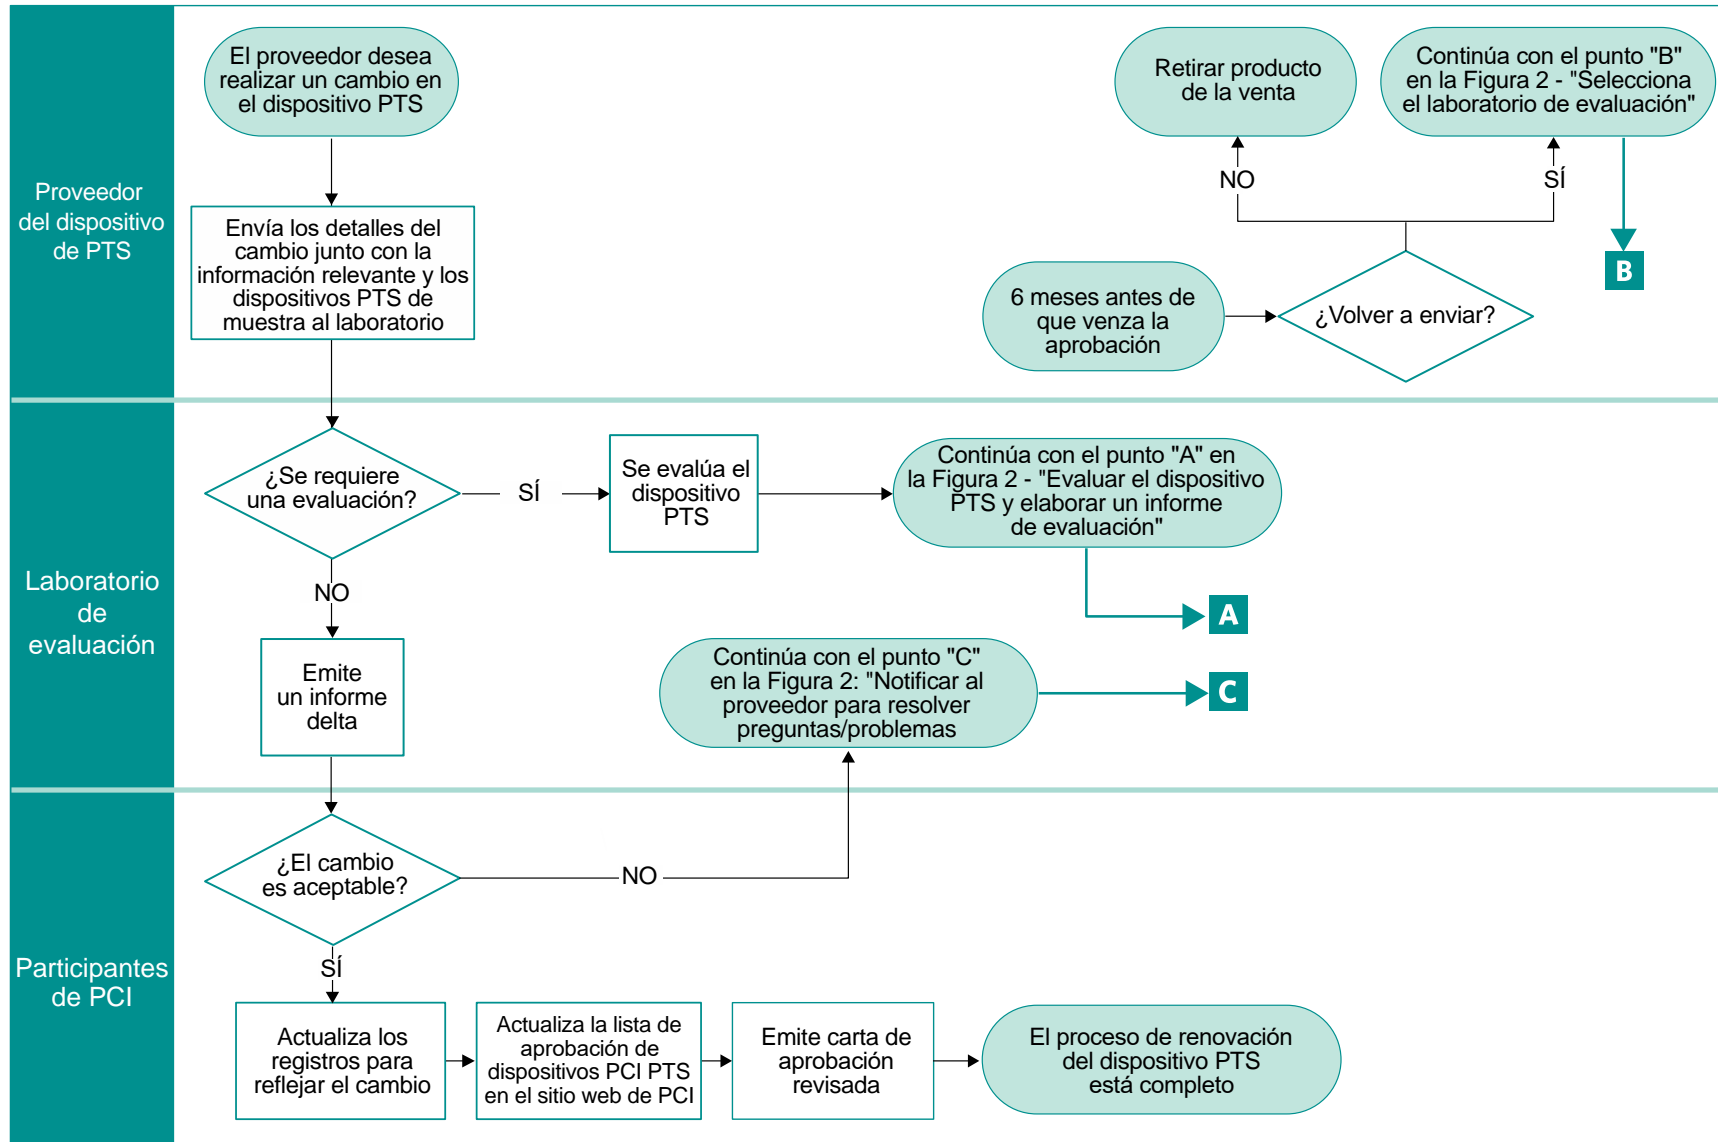 El proveedor desea
realizar un cambio en
el dispositivo PTS
Retirar producto
de la venta
Continúa con el punto "B"
en la Figura 2 - "Selecciona
el laboratorio de evaluación"
NO
SÍ
Proveedor
del dispositivo
de PTS
Envía los detalles del
cambio junto con la
información relevante y los
dispositivos PTS de
muestra al laboratorio
B
6 meses antes de
que venza la
aprobación
¿Volver a enviar?
¿Se requiere
una evaluación?
SÍ
Se evalúa el
dispositivo
PTS
Continúa con el punto "A" en
la Figura 2 - "Evaluar el dispositivo
PTS y elaborar un informe
de evaluación"
Laboratorio
de
evaluación
NO
A
Emite
un informe
delta
Continúa con el punto "C"
en la Figura 2: "Notificar al
proveedor para resolver
preguntas/problemas
C
¿El cambio
es aceptable?
NO
SÍ
Participantes
de PCI
Actualiza los
registros para
reflejar el cambio
Actualiza la lista de
aprobación de
dispositivos PCI PTS
en el sitio web de PCI
Emite carta de
aprobación
revisada
El proceso de renovación
del dispositivo PTS
está completo